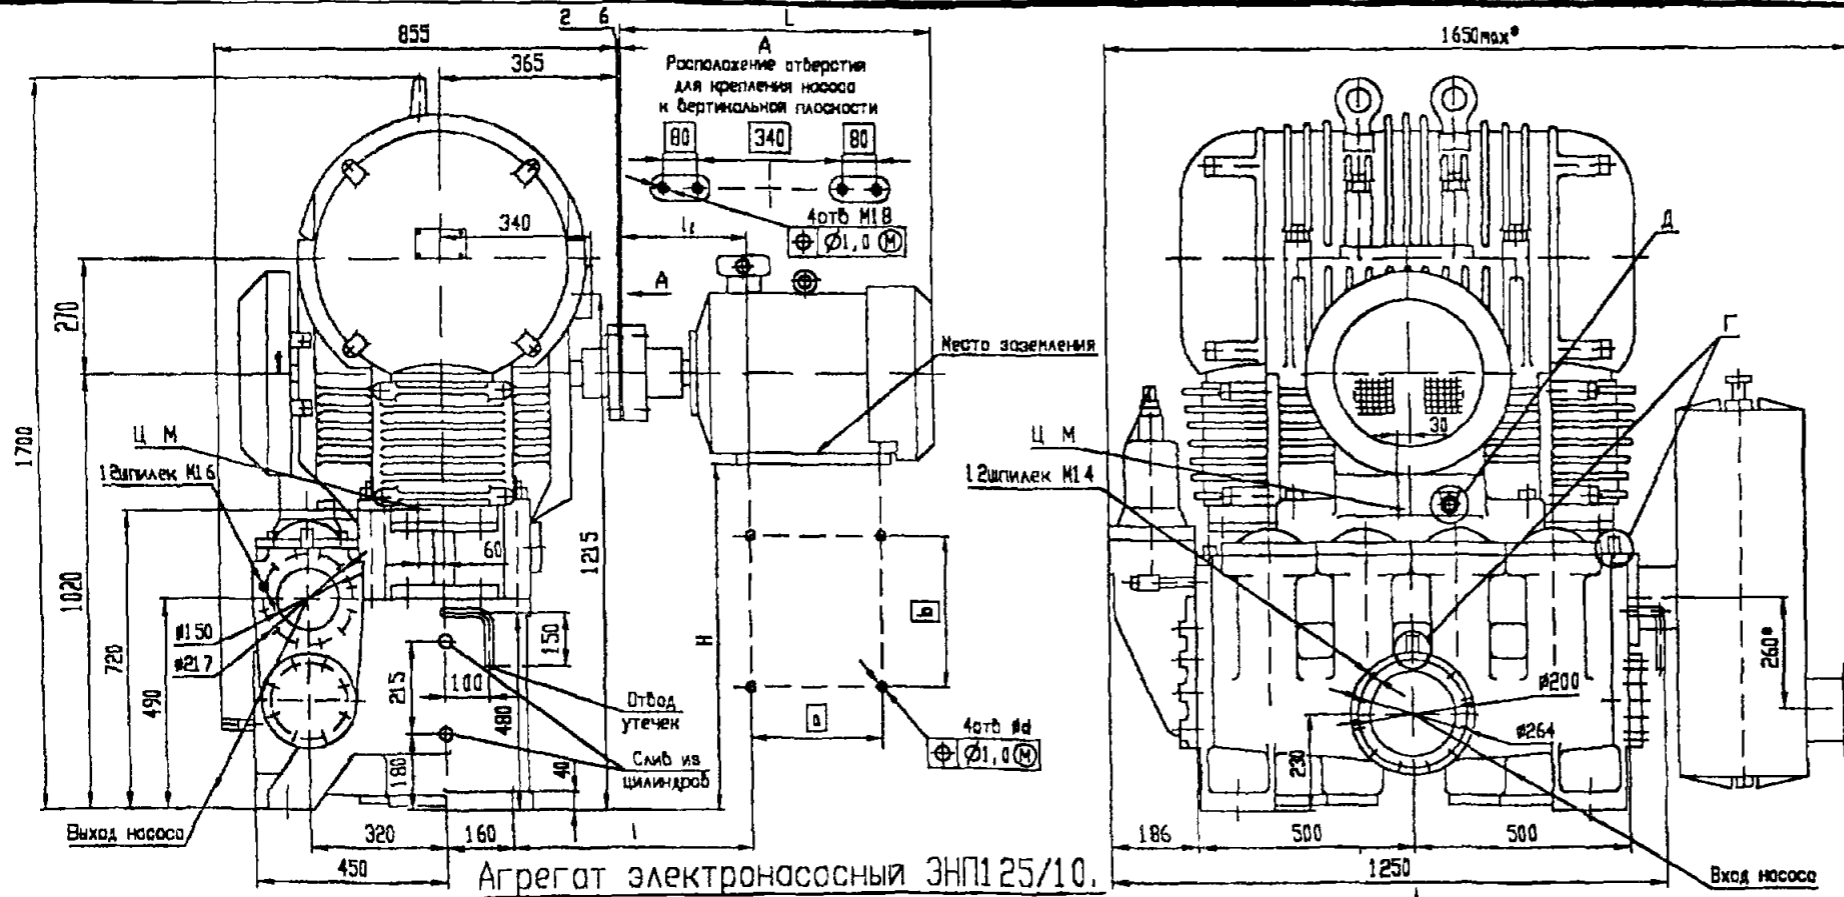 855
2 6
L
1650max*
365
А
Расположение отверстия
для крепления насоса
к вертикальной плоскости
80
340
80
4отв М18
⌖ Ø1,0 Ⓜ
340
l₁
А
Д
Г
270
Место заземления
1700
Ц М
12шпилек М16
Ц М
12шпилек М14
30
60
1215
1020
720
490
ø150
ø217
215
100
150
480
180
40
H
b
a
Отвод
утечек
Слив из
цилиндров
4отв ød
⌖ Ø1,0 Ⓜ
260*
ø200
ø264
230
Выход насоса
320
160
l
450
186
500
500
1250
Вход насоса
Агрегат электронасосный ЭНП125/10.